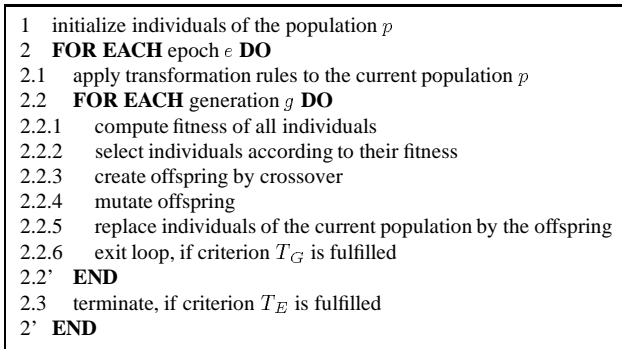 1 initialize individuals of the population p
2 FOR EACH epoch e DO
2.1 apply transformation rules to the current population p
2.2 FOR EACH generation g DO
2.2.1 compute fitness of all individuals
2.2.2 select individuals according to their fitness
2.2.3 create offspring by crossover
2.2.4 mutate offspring
2.2.5 replace individuals of the current population by the offspring
2.2.6 exit loop, if criterion T_G is fulfilled
2.2' END
2.3 terminate, if criterion T_E is fulfilled
2' END